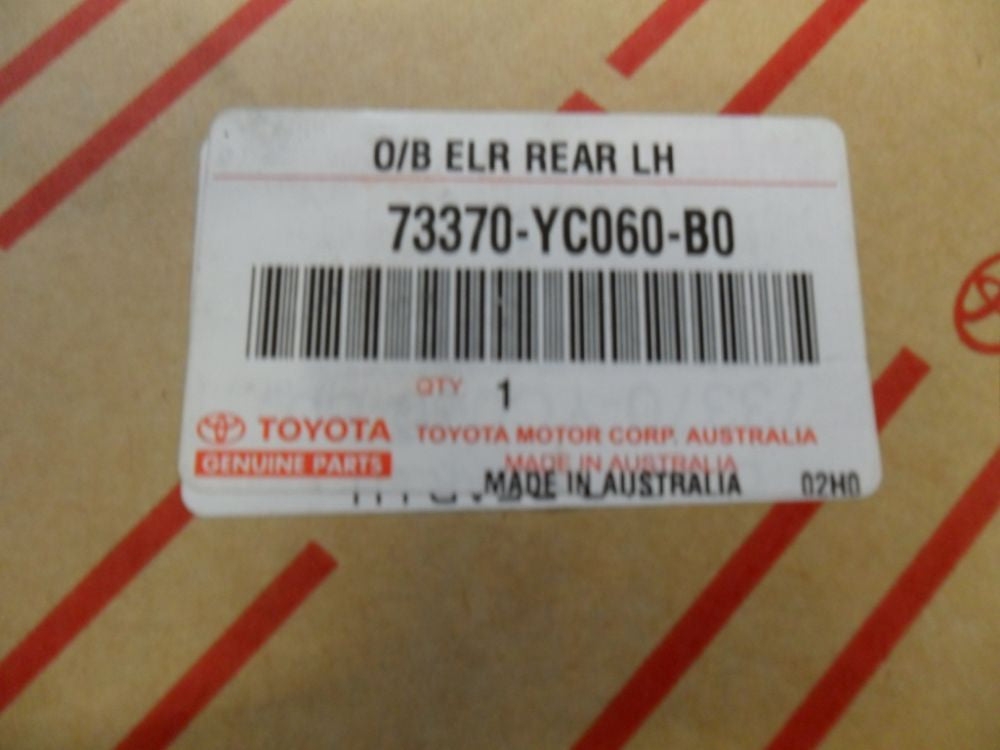 O/B ELR REAR LH
73370-YC060-B0
QTY 1
TOYOTA
GENUINE PARTS
TOYOTA MOTOR CORP. AUSTRALIA
MADE IN AUSTRALIA
MADE IN AUSTRALIA
02H0